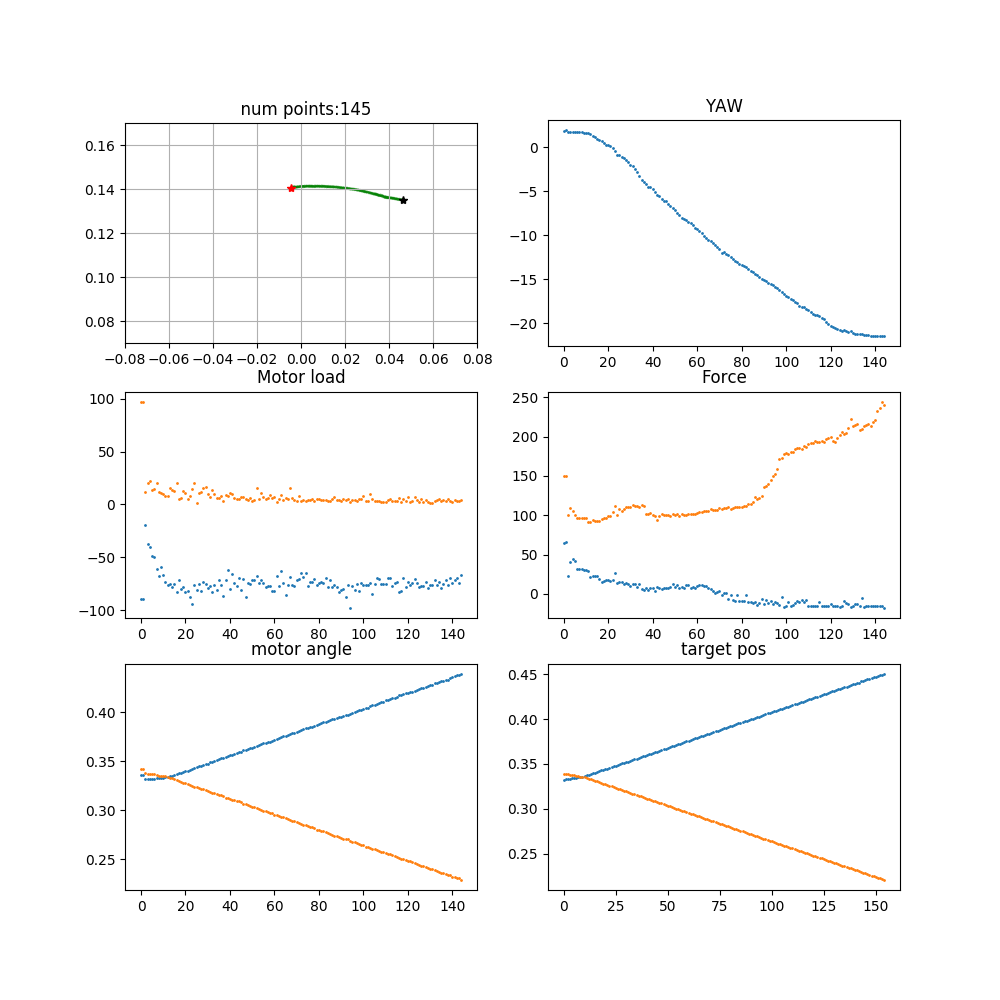 num points:145
0.16
0.14
0.12
0.10
0.08
−0.08 −0.06 −0.04 −0.02 0.00 0.02 0.04 0.06 0.08
YAW
0
−5
−10
−15
−20
0 20 40 60 80 100 120 140
Motor load
100
50
0
−50
−100
0 20 40 60 80 100 120 140
Force
250
200
150
100
50
0
0 20 40 60 80 100 120 140
motor angle
0.40
0.35
0.30
0.25
0 20 40 60 80 100 120 140
target pos
0.45
0.40
0.35
0.30
0.25
0 25 50 75 100 125 150